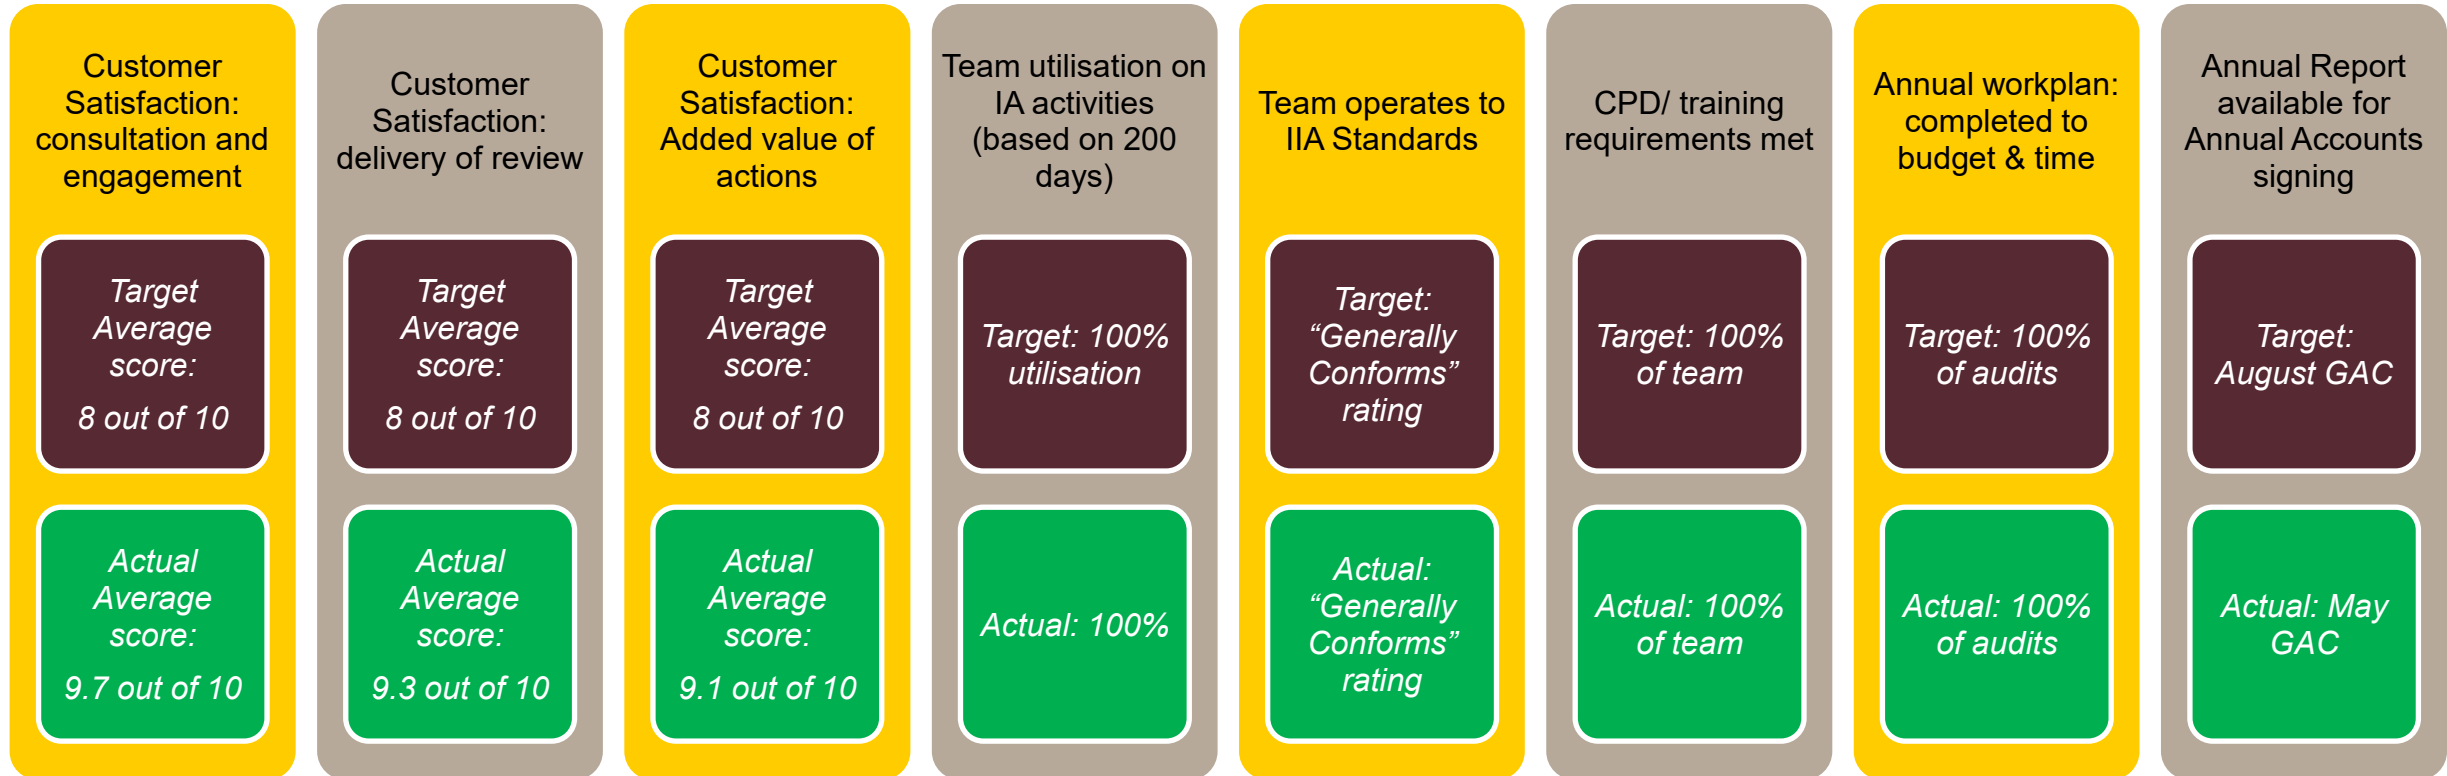 Customer
Satisfaction:
consultation and
engagement
Target
Average
score:
8 out of 10
Actual
Average
score:
9.7 out of 10
Customer
Satisfaction:
delivery of review
Target
Average
score:
8 out of 10
Actual
Average
score:
9.3 out of 10
Customer
Satisfaction:
Added value of
actions
Target
Average
score:
8 out of 10
Actual
Average
score:
9.1 out of 10
Team utilisation on
IA activities
(based on 200
days)
Target: 100%
utilisation
Actual: 100%
Team operates to
IIA Standards
Target:
“Generally
Conforms”
rating
Actual:
“Generally
Conforms”
rating
CPD/ training
requirements met
Target: 100%
of team
Actual: 100%
of team
Annual workplan:
completed to
budget & time
Target: 100%
of audits
Actual: 100%
of audits
Annual Report
available for
Annual Accounts
signing
Target:
August GAC
Actual: May
GAC